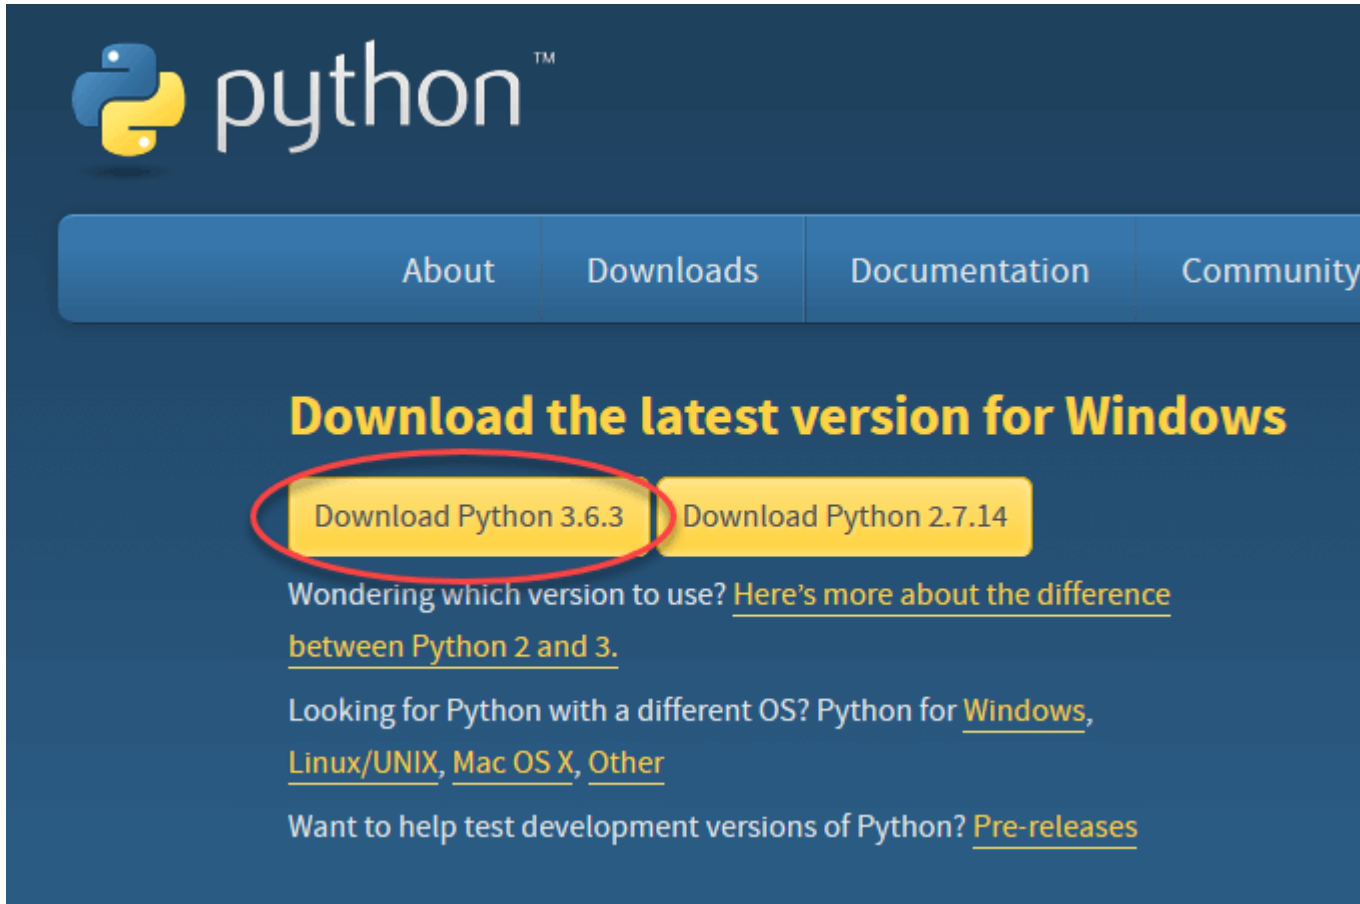 python™
About Downloads Documentation Community
Download the latest version for Windows
Download Python 3.6.3 Download Python 2.7.14
Wondering which version to use? Here's more about the difference
between Python 2 and 3.
Looking for Python with a different OS? Python for Windows,
Linux/UNIX, Mac OS X, Other
Want to help test development versions of Python? Pre-releases